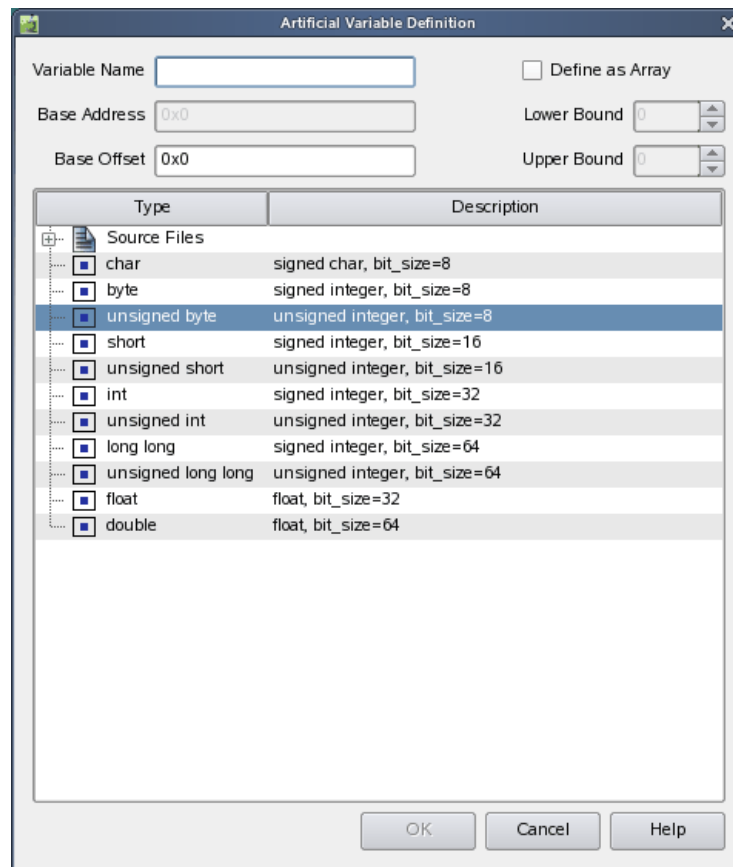 Artificial Variable Definition
Variable Name
Define as Array
Base Address 0x0
Lower Bound 0
Base Offset 0x0
Upper Bound 0
Type Description
Source Files
char signed char, bit_size=8
byte signed integer, bit_size=8
unsigned byte unsigned integer, bit_size=8
short signed integer, bit_size=16
unsigned short unsigned integer, bit_size=16
int signed integer, bit_size=32
unsigned int unsigned integer, bit_size=32
long long signed integer, bit_size=64
unsigned long long unsigned integer, bit_size=64
float float, bit_size=32
double float, bit_size=64
OK Cancel Help